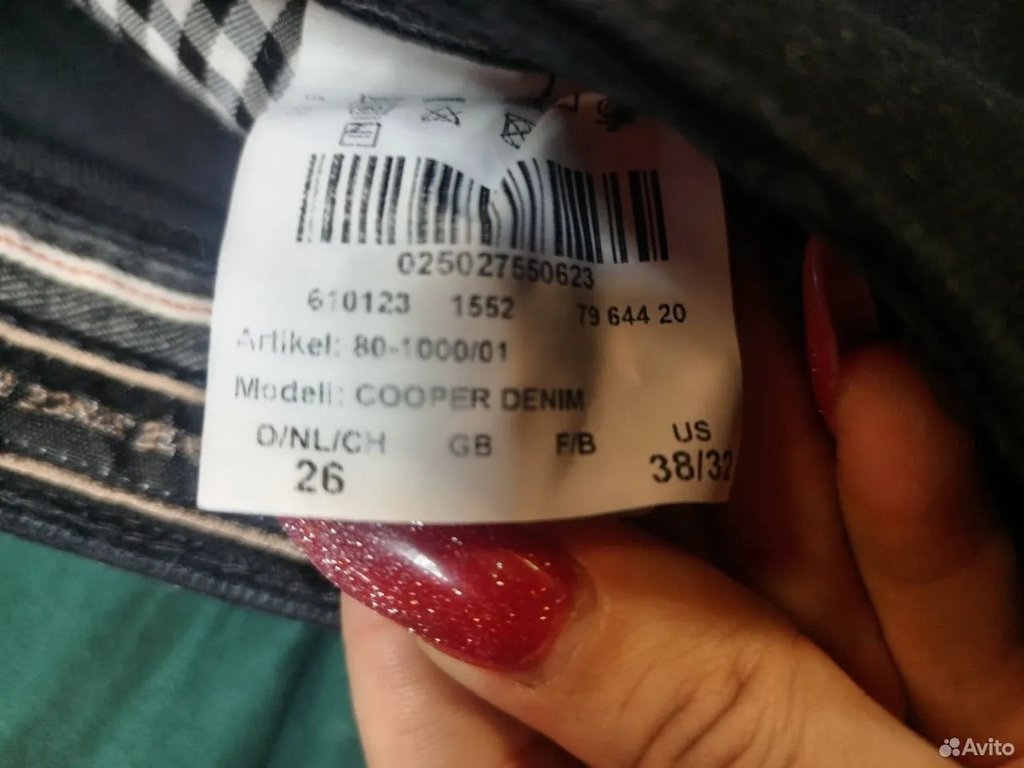 025027550623
610123 1552 79 644 20
Artikel: 80-1000/01
Modell: COOPER DENIM
D/NL/CH GB F/B US
26 38/32
Avito